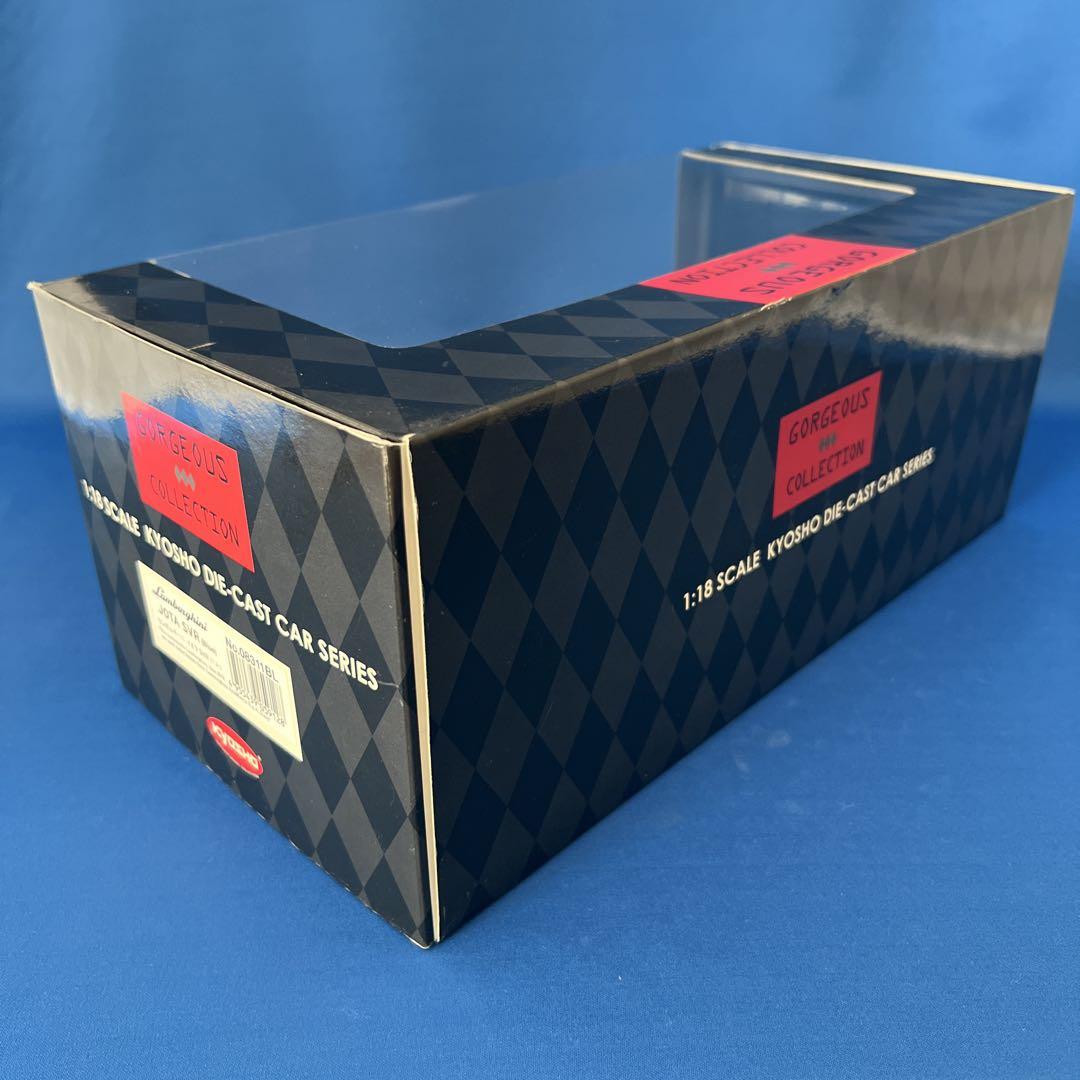 GORGEOUS
COLLECTION
GORGEOUS
COLLECTION
1:18 SCALE KYOSHO DIE-CAST CAR SERIES
Lamborghini
JOTA SVR (Blue)
No.08311BL
KYOSHO
GORGEOUS
COLLECTION
1:18 SCALE KYOSHO DIE-CAST CAR SERIES